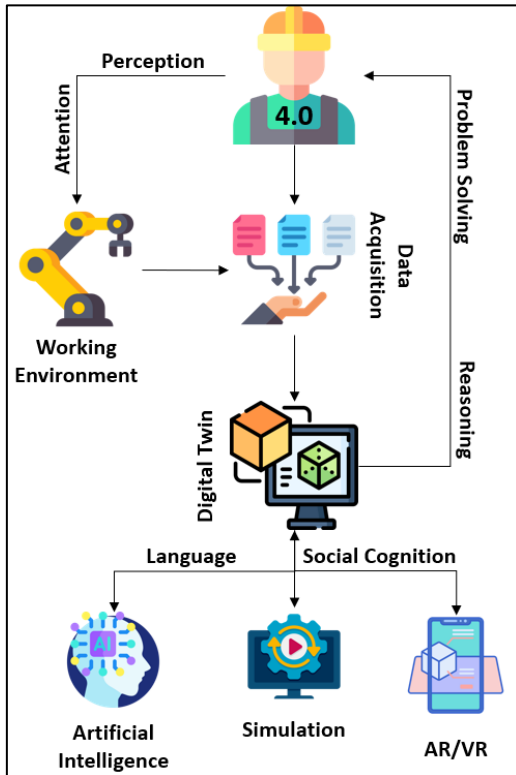 Perception
4.0
Attention
Problem Solving
Data
Acquisition
Working
Environment
Reasoning
Digital Twin
Language
Social Cognition
AI
Artificial
Intelligence
Simulation
AR/VR